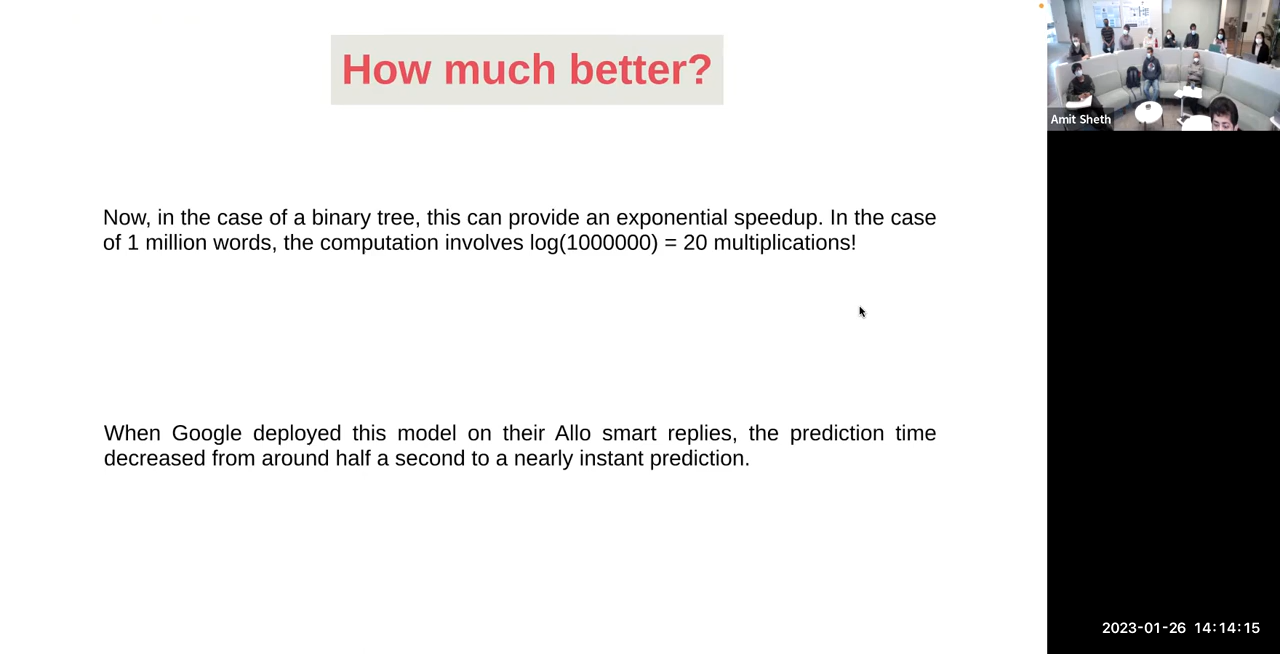 How much better?
Amit Sheth
Now, in the case of a binary tree, this can provide an exponential speedup. In the case
of 1 million words, the computation involves log(1000000) = 20 multiplications!
When Google deployed this model on their Allo smart replies, the prediction time
decreased from around half a second to a nearly instant prediction.
2023-01-26 14:14:15